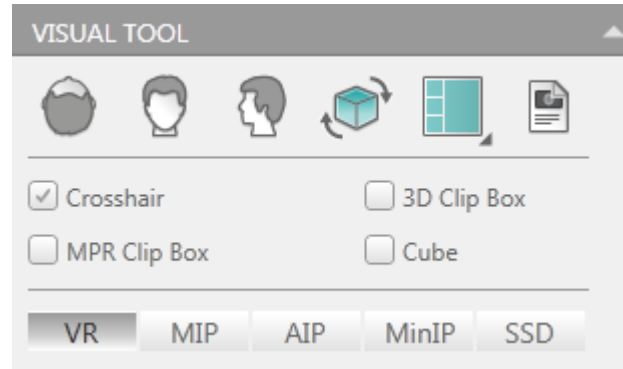 VISUAL TOOL
Crosshair 3D Clip Box
MPR Clip Box Cube
VR MIP AIP MinIP SSD